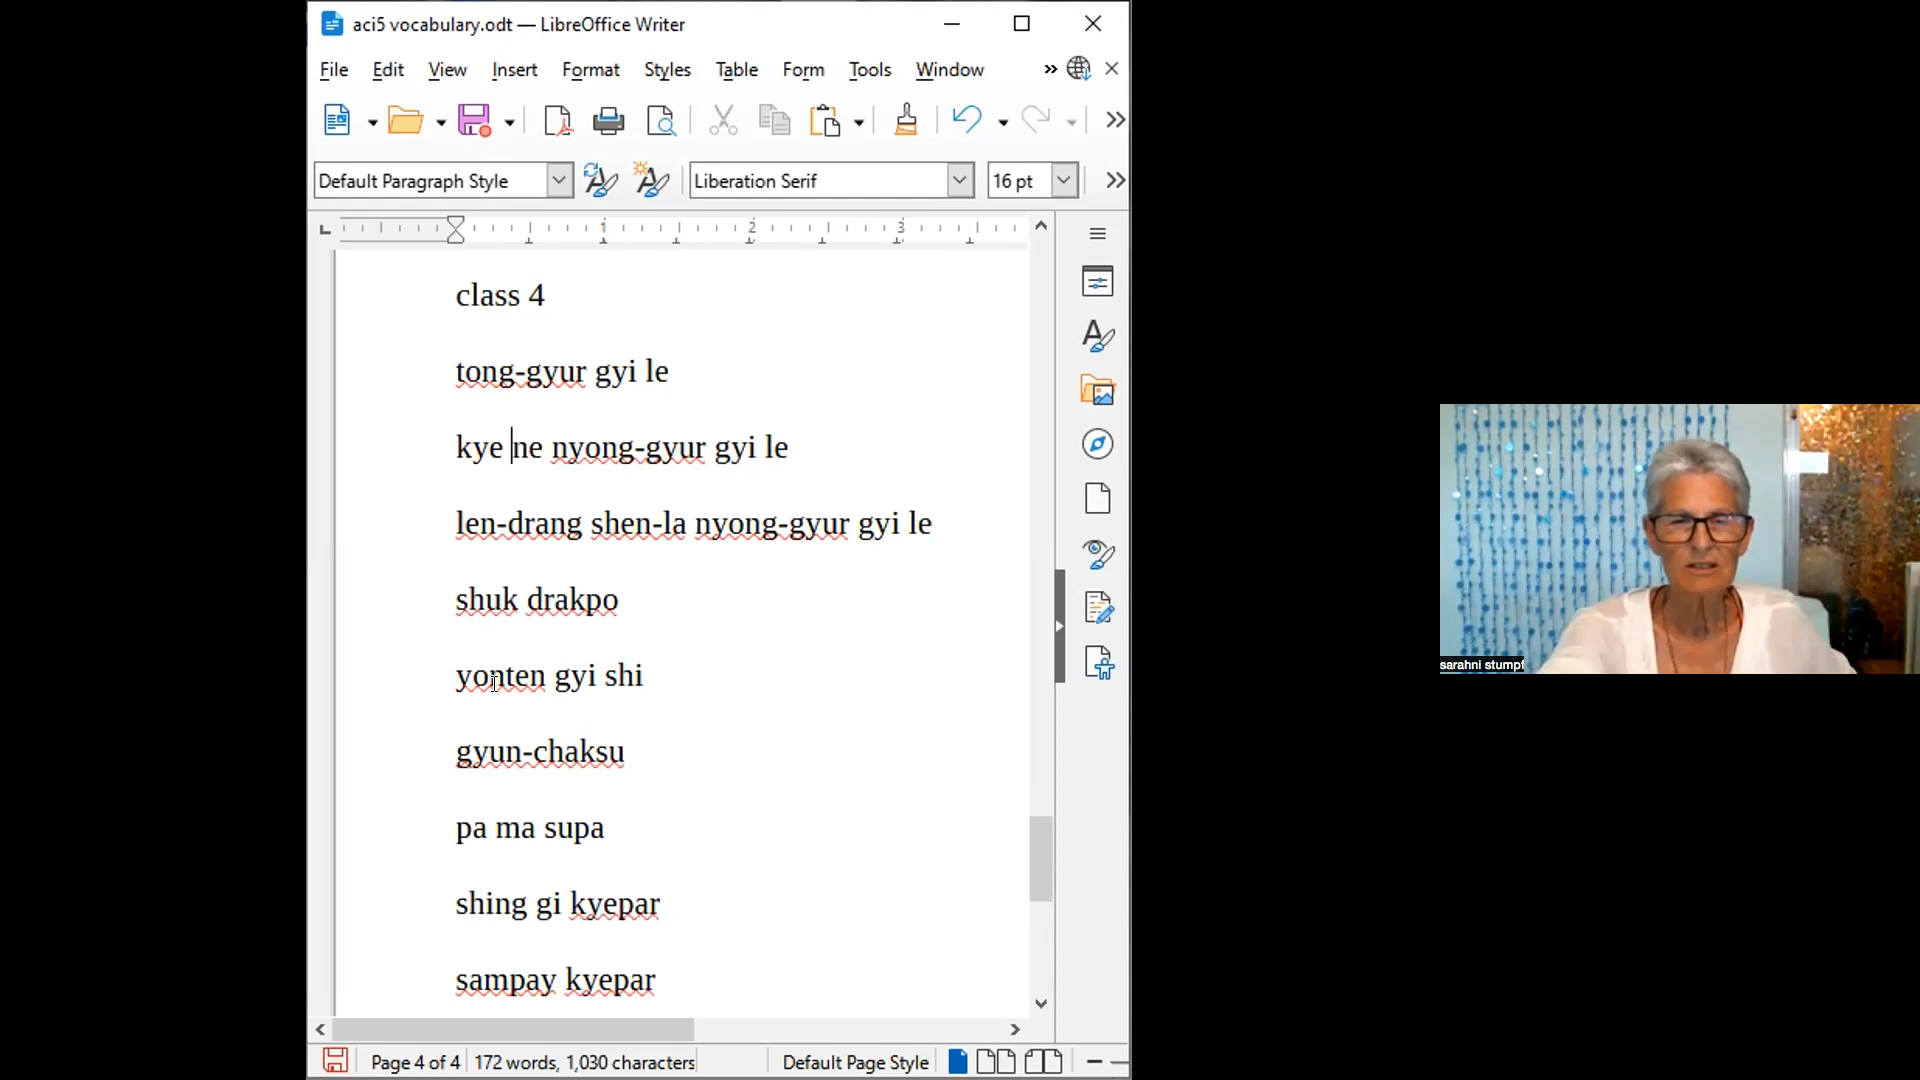 aci5 vocabulary.odt — LibreOffice Writer
File Edit View Insert Format Styles Table Form Tools Window
Default Paragraph Style Liberation Serif 16 pt
1 2 3
class 4
tong-gyur gyi le
kye ne nyong-gyur gyi le
len-drang shen-la nyong-gyur gyi le
shuk drakpo
yonten gyi shi
gyun-chaksu
pa ma supa
shing gi kyepar
sampay kyepar
Page 4 of 4 172 words, 1,030 characters Default Page Style
sarahni stumpf